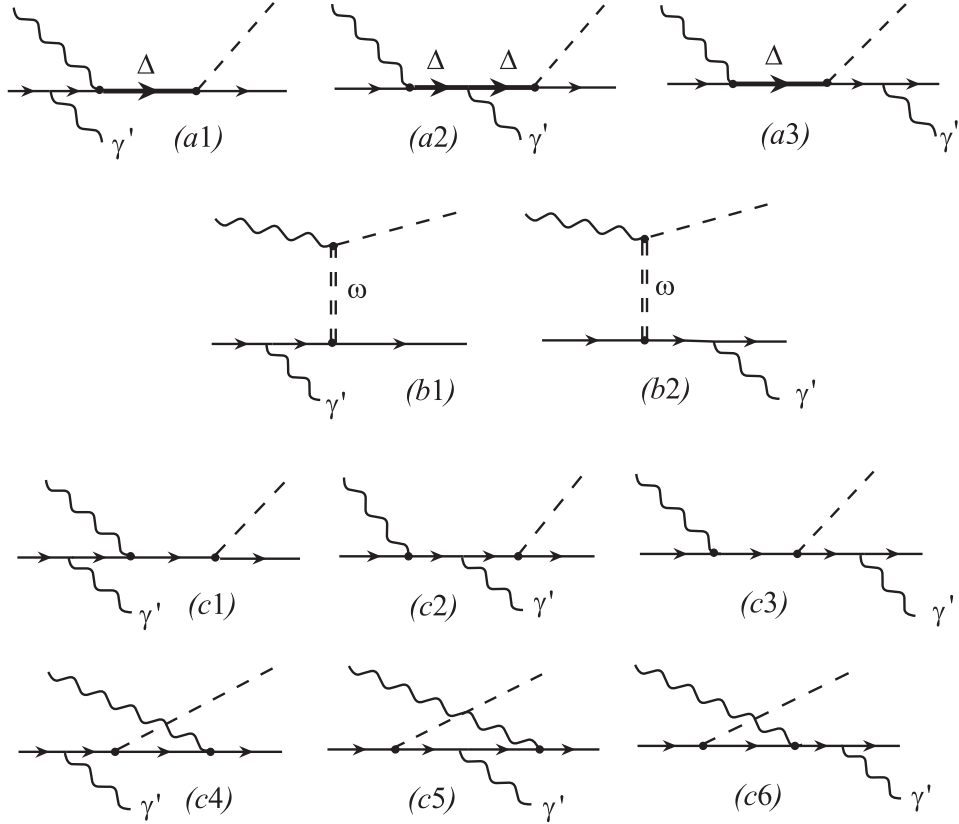 Δ Δ Δ Δ
γ' (a1) (a2) γ' (a3) γ'
ω ω
γ' (b1) (b2) γ'
γ' (c1) (c2) γ' (c3) γ'
γ' (c4) (c5) γ' (c6) γ'